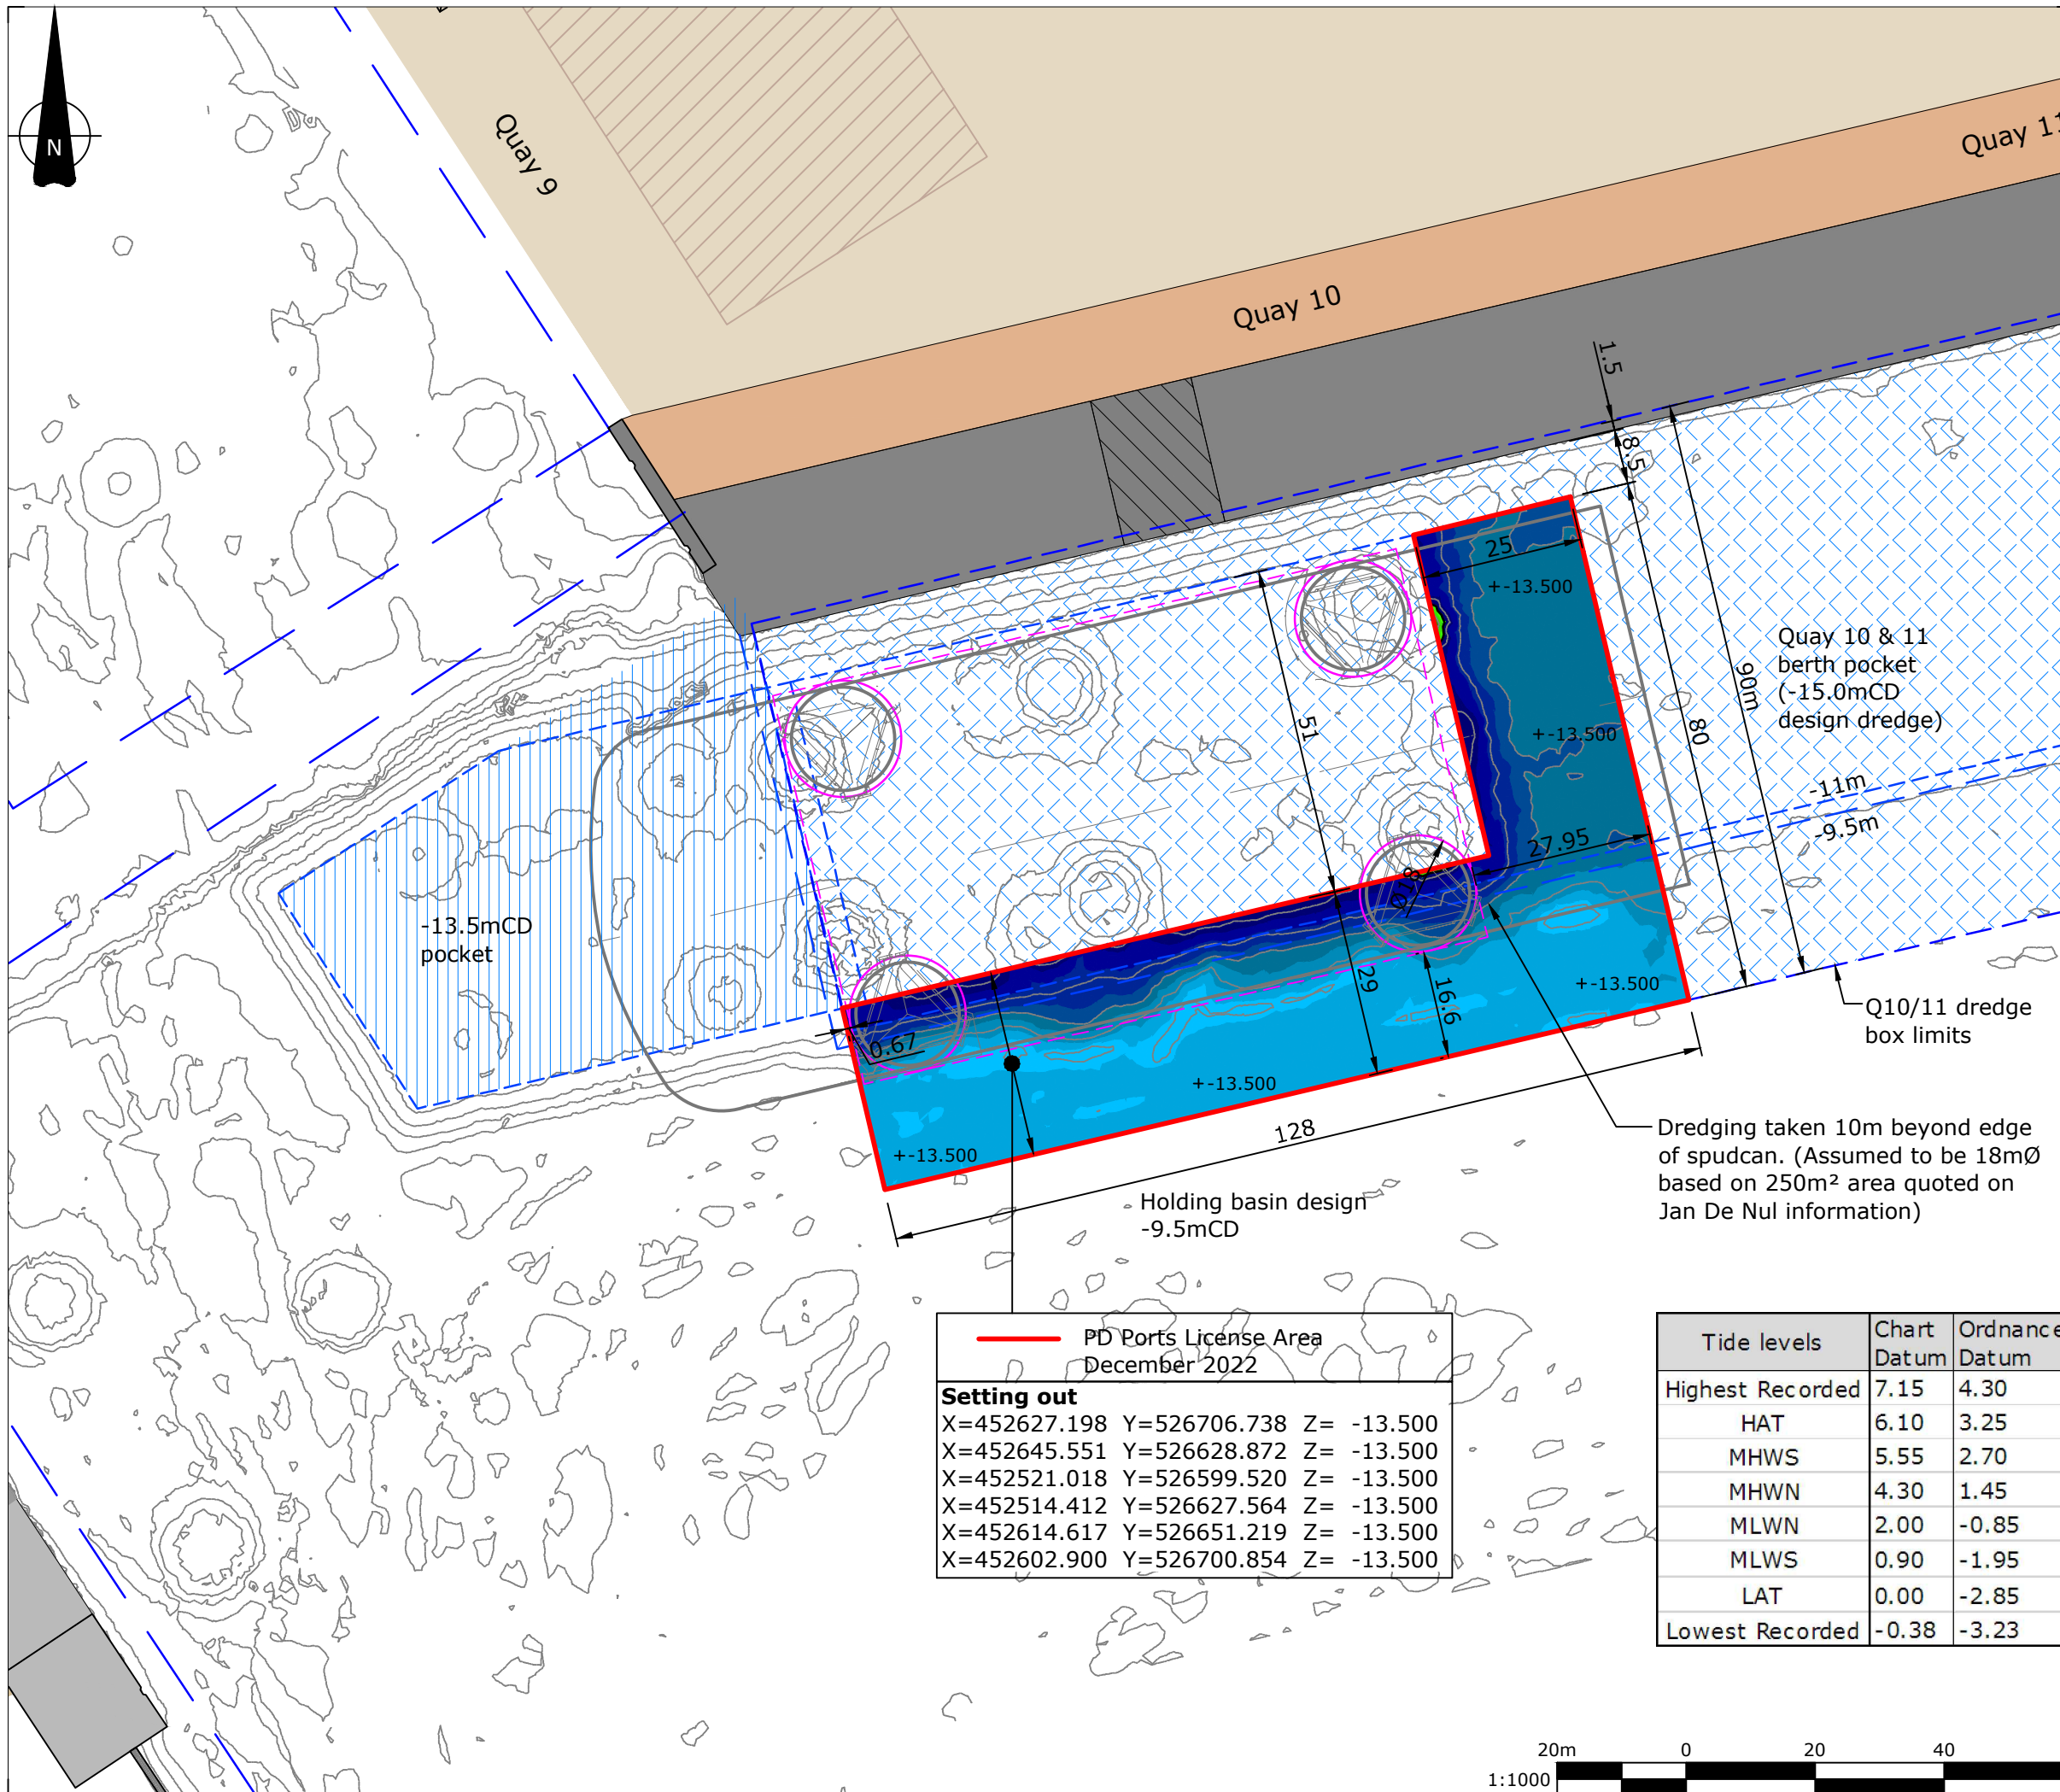 N
Quay 9
Quay 10
Quay 11
1.5
8.5
25
+-13.500
51
+-13.500
Quay 10 & 11
berth pocket
(-15.0mCD
design dredge)
90m
80
-11m
-9.5m
27.95
Ø18
-13.5mCD
pocket
29
16.6
+-13.500
Q10/11 dredge
box limits
0.67
+-13.500
128
+-13.500
Dredging taken 10m beyond edge
of spudcan. (Assumed to be 18mØ
based on 250m² area quoted on
Jan De Nul information)
Holding basin design
-9.5mCD
PD Ports License Area
December 2022
Setting out
X=452627.198 Y=526706.738 Z= -13.500
X=452645.551 Y=526628.872 Z= -13.500
X=452521.018 Y=526599.520 Z= -13.500
X=452514.412 Y=526627.564 Z= -13.500
X=452614.617 Y=526651.219 Z= -13.500
X=452602.900 Y=526700.854 Z= -13.500
Tide levels Chart Datum Ordnance Datum
Highest Recorded 7.15 4.30
HAT 6.10 3.25
MHWS 5.55 2.70
MHWN 4.30 1.45
MLWN 2.00 -0.85
MLWS 0.90 -1.95
LAT 0.00 -2.85
Lowest Recorded -0.38 -3.23
20m 0 20 40
1:1000